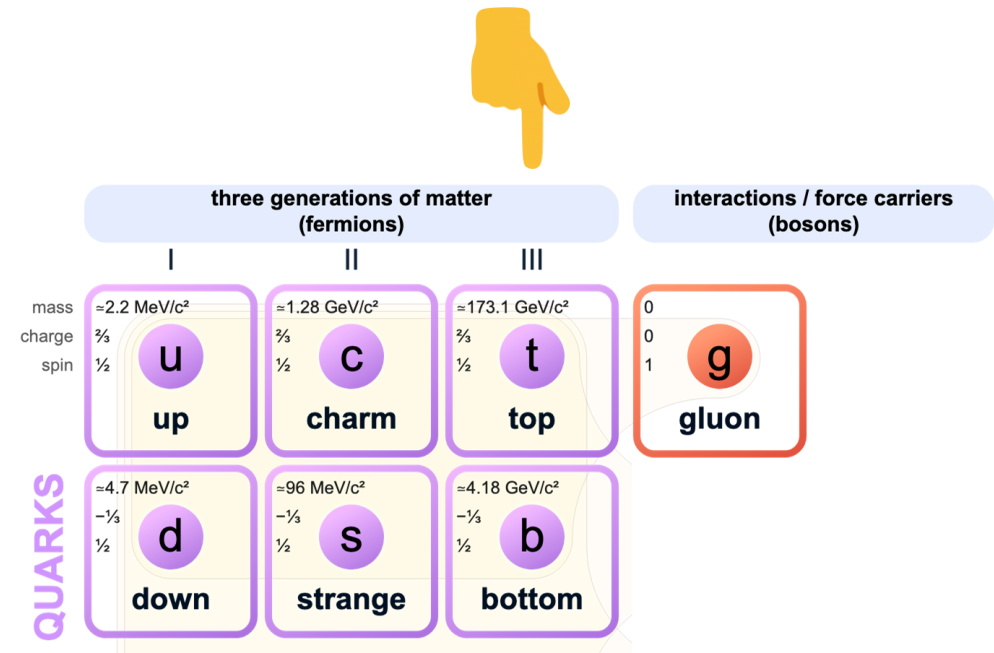 three generations of matter
(fermions)
interactions / force carriers
(bosons)
I
II
III
mass
charge
spin
≃2.2 MeV/c²
⅔
½
u
up
≃1.28 GeV/c²
⅔
½
c
charm
≃173.1 GeV/c²
⅔
½
t
top
0
0
1
g
gluon
QUARKS
≃4.7 MeV/c²
−⅓
½
d
down
≃96 MeV/c²
−⅓
½
s
strange
≃4.18 GeV/c²
−⅓
½
b
bottom